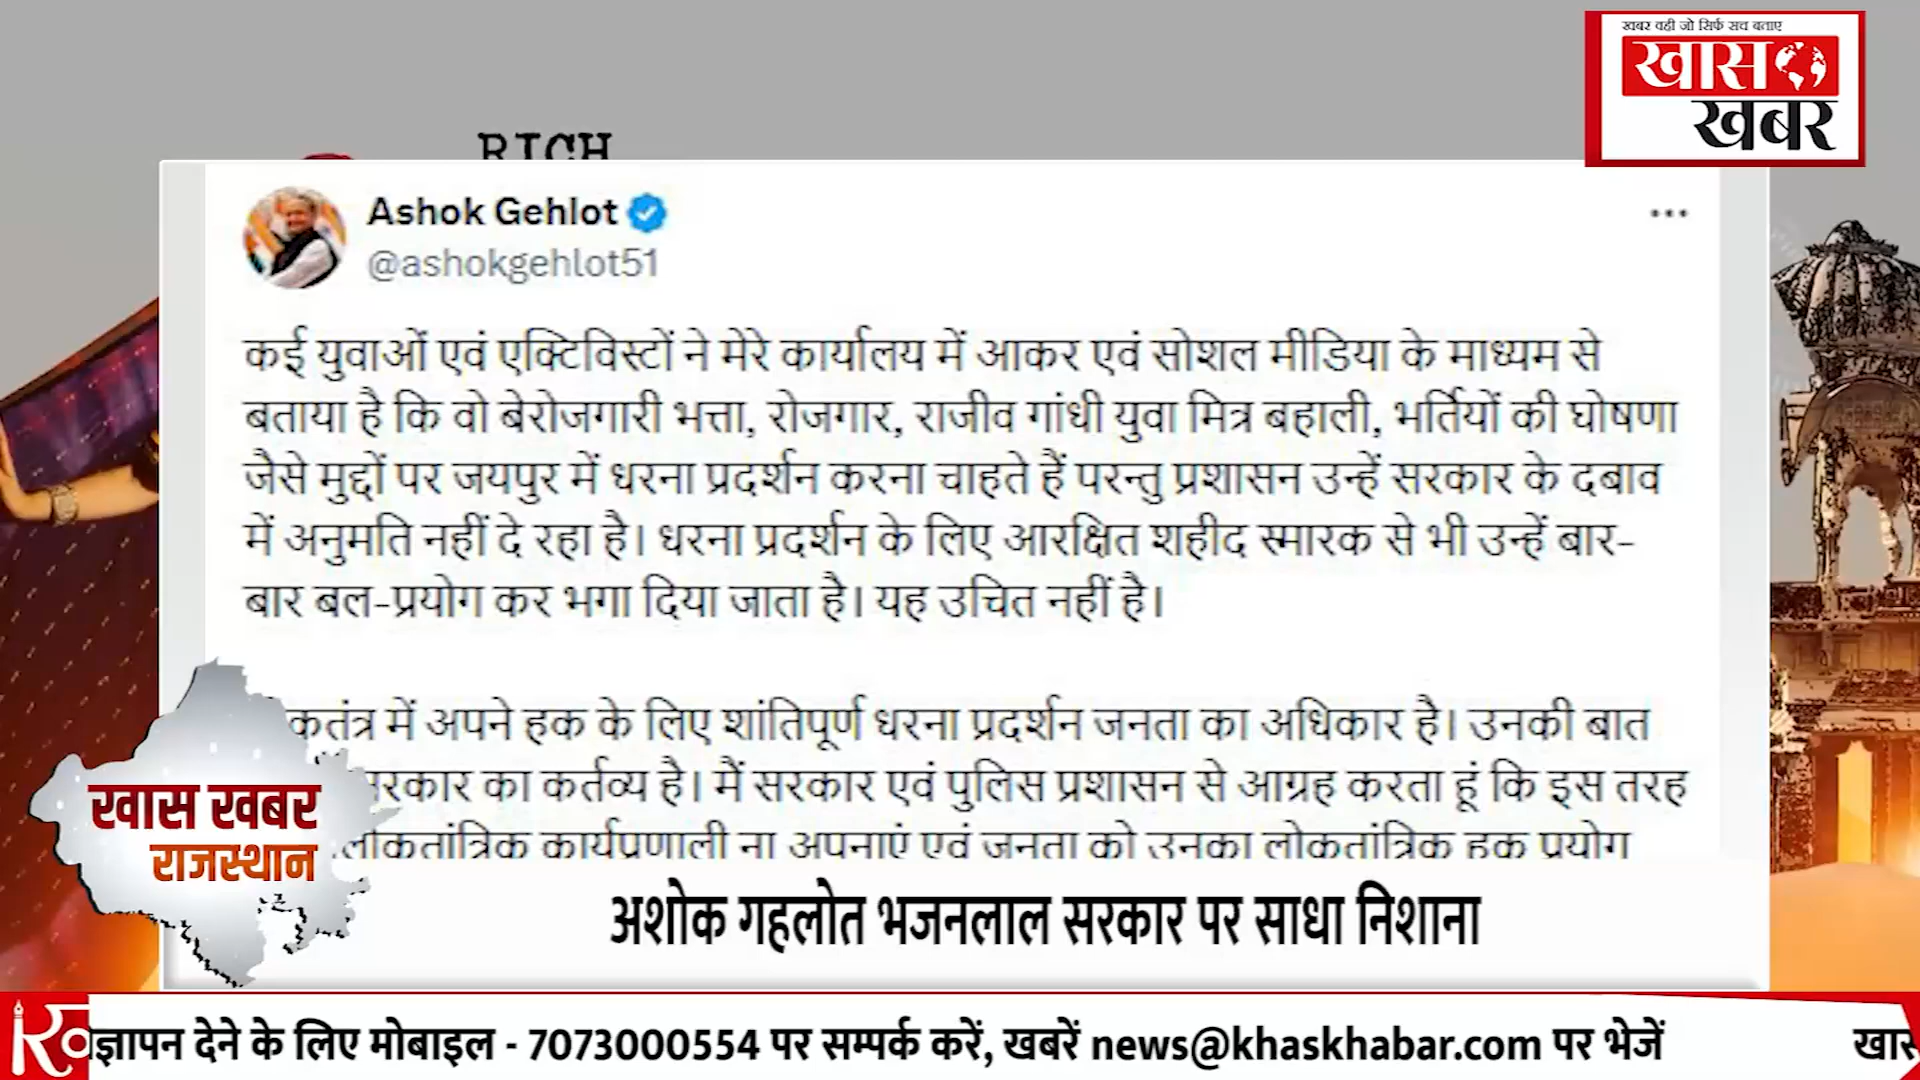 खबर वही जो सिर्फ सच बताए
खास
खबर
RICH
Ashok Gehlot
@ashokgehlot51
कई युवाओं एवं एक्टिविस्टों ने मेरे कार्यालय में आकर एवं सोशल मीडिया के माध्यम से
बताया है कि वो बेरोजगारी भत्ता, रोजगार, राजीव गांधी युवा मित्र बहाली, भर्तियों की घोषणा
जैसे मुद्दों पर जयपुर में धरना प्रदर्शन करना चाहते हैं परन्तु प्रशासन उन्हें सरकार के दबाव
में अनुमति नहीं दे रहा है। धरना प्रदर्शन के लिए आरक्षित शहीद स्मारक से भी उन्हें बार-
बार बल-प्रयोग कर भगा दिया जाता है। यह उचित नहीं है।
कतंत्र में अपने हक के लिए शांतिपूर्ण धरना प्रदर्शन जनता का अधिकार है। उनकी बात
रकार का कर्तव्य है। मैं सरकार एवं पुलिस प्रशासन से आग्रह करता हूं कि इस तरह
लोकतांत्रिक कार्यप्रणाली ना अपनाएं एवं जनता को उनका लोकतांत्रिक हक प्रयोग
खास खबर
राजस्थान
अशोक गहलोत भजनलाल सरकार पर साधा निशाना
ज्ञापन देने के लिए मोबाइल - 7073000554 पर सम्पर्क करें, खबरें news@khaskhabar.com पर भेजें
खास